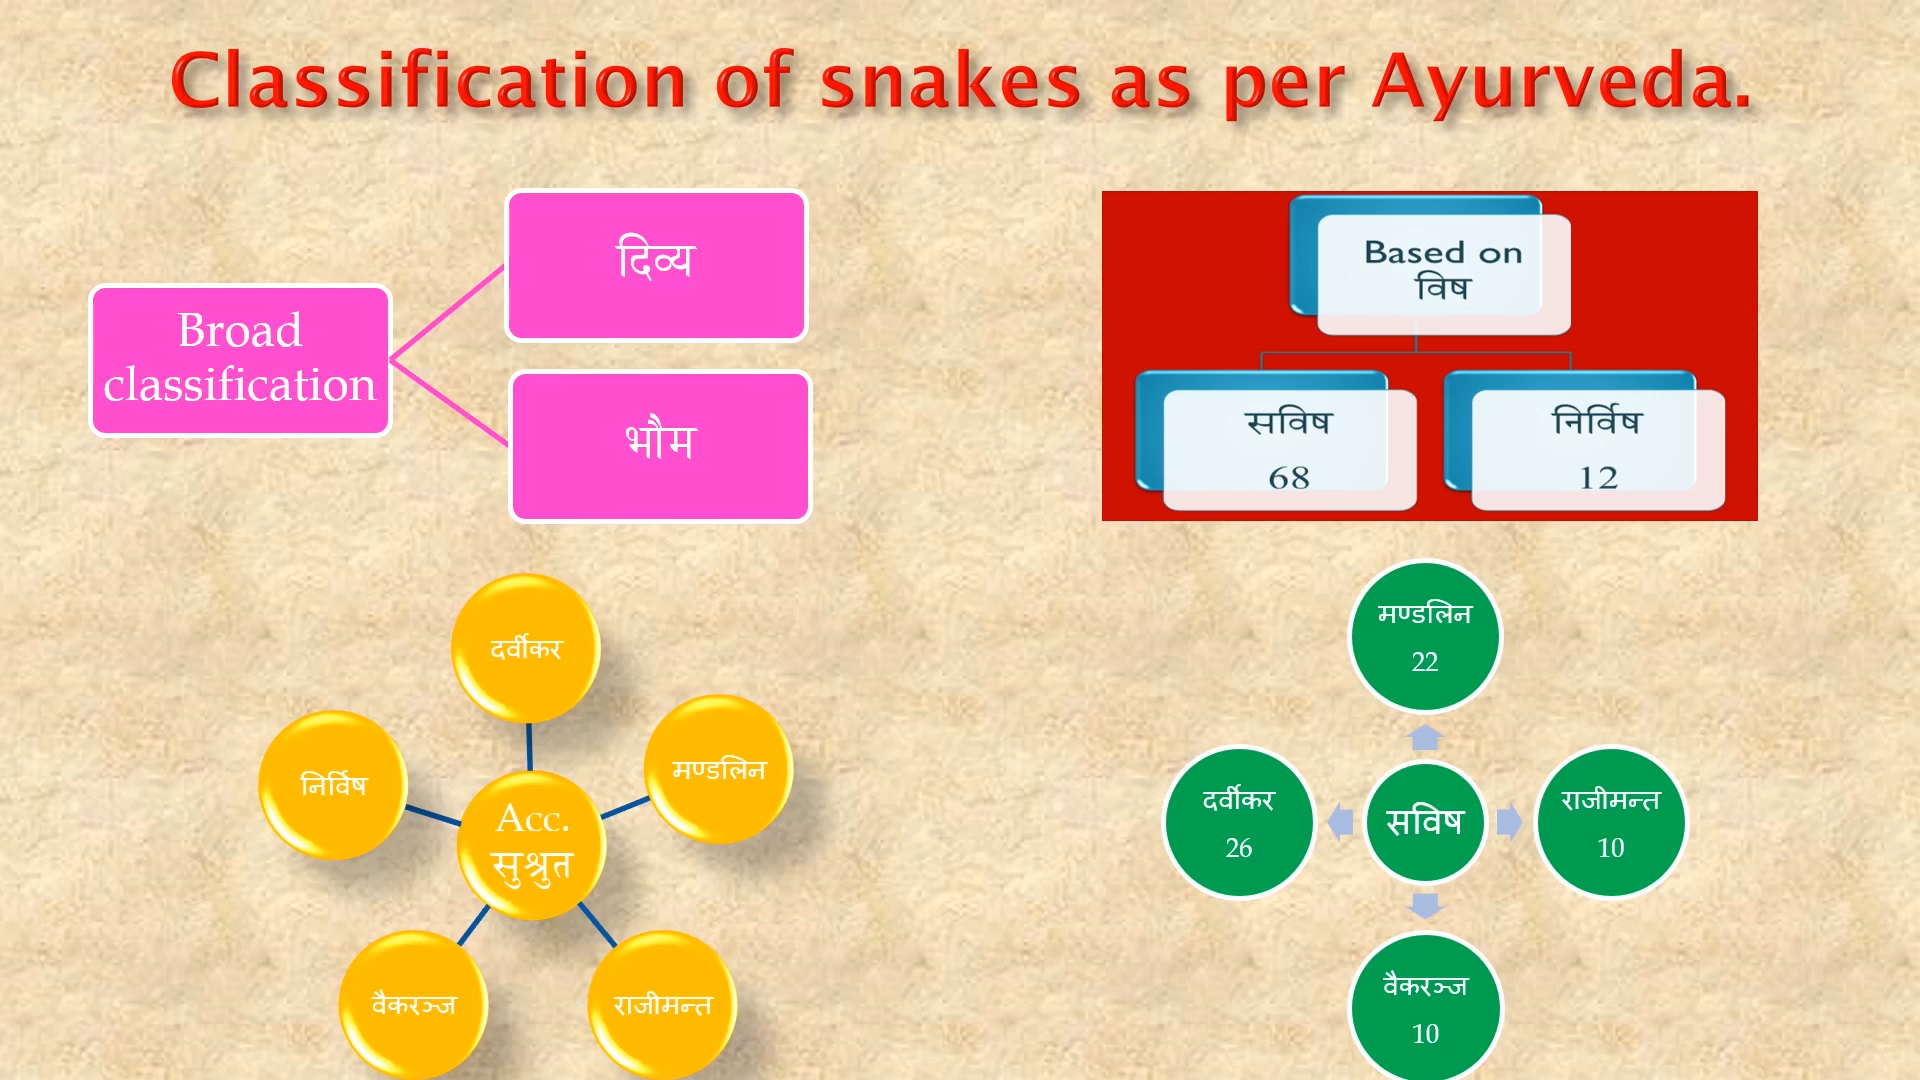 Classification of snakes as per Ayurveda.
Broad
classification
दिव्य
भौम
Based on
विष
सविष
68
निर्विष
12
दर्वीकर
मण्डलिन
निर्विष
Acc.
सुश्रुत
वैकरञ्ज
राजीमन्त
मण्डलिन
22
दर्वीकर
26
सविष
राजीमन्त
10
वैकरञ्ज
10